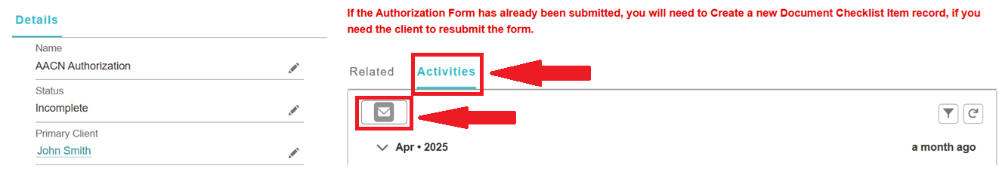 Details
Name
AACN Authorization
Status
Incomplete
Primary Client
John Smith
If the Authorization Form has already been submitted, you will need to Create a new Document Checklist Item record, if you
need the client to resubmit the form.
Related Activities
Apr • 2025 a month ago